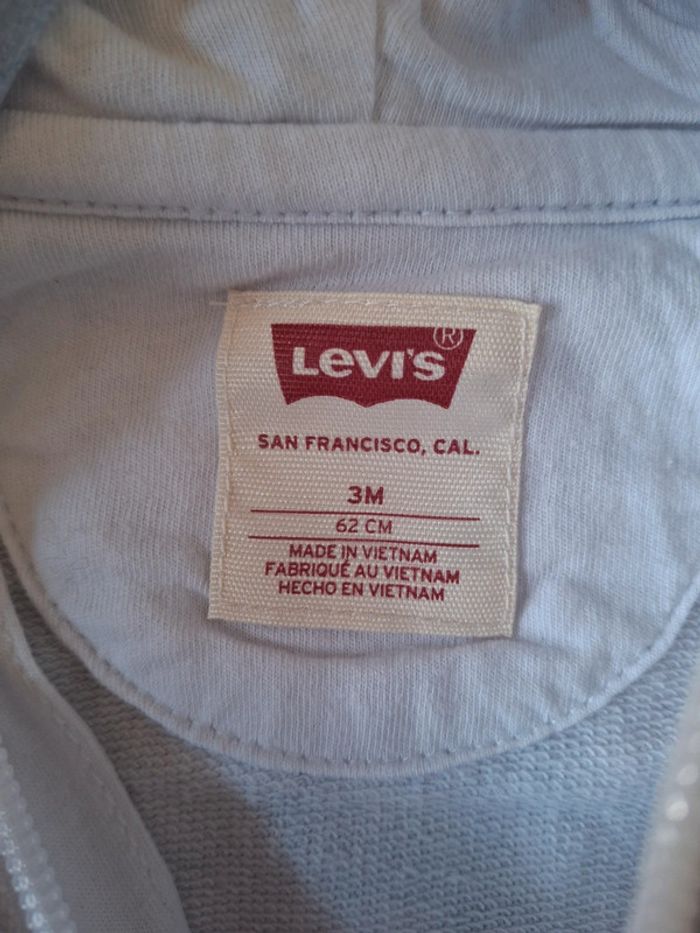 Levi's®
SAN FRANCISCO, CAL.
3M
62 CM
MADE IN VIETNAM
FABRIQUÉ AU VIETNAM
HECHO EN VIETNAM